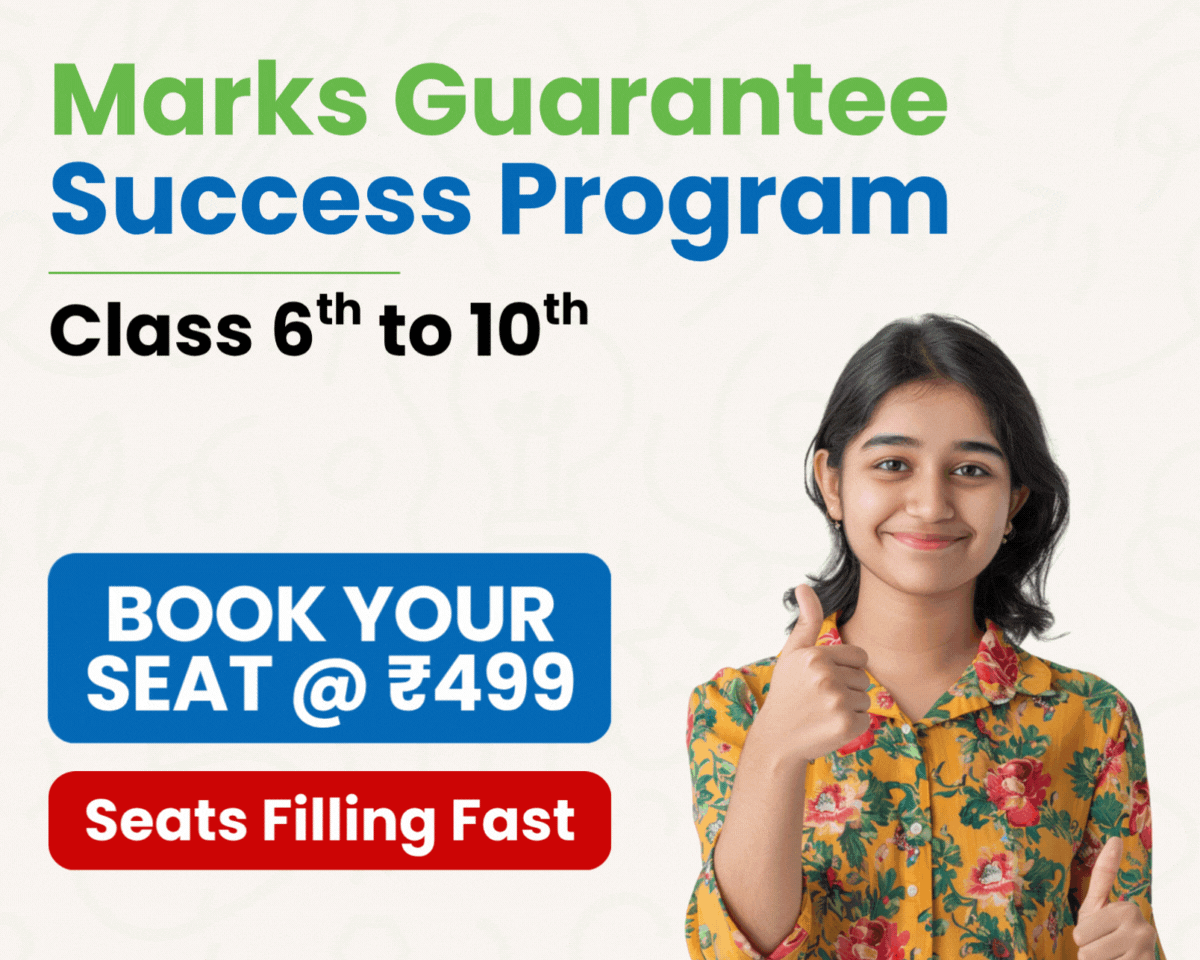 Marks Guarantee
Success Program
Class 6th to 10th
BOOK YOUR
SEAT @ ₹499
Seats Filling Fast